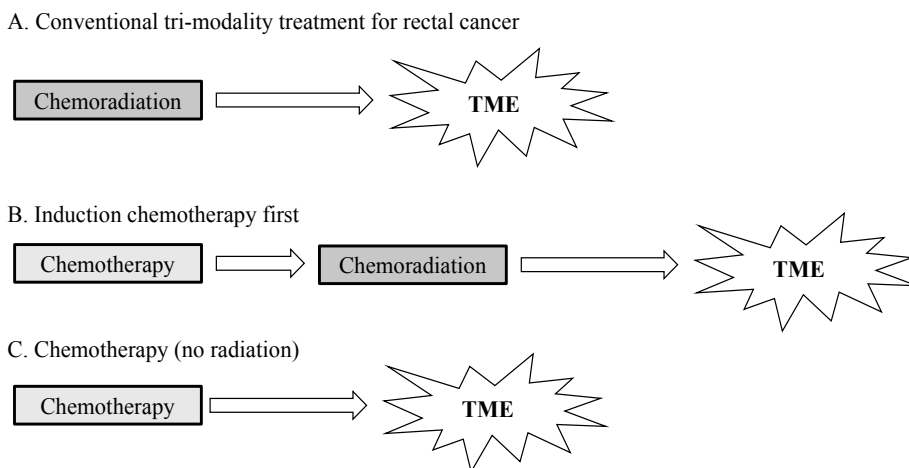 A. Conventional tri-modality treatment for rectal cancer
Chemoradiation
TME
B. Induction chemotherapy first
Chemotherapy
Chemoradiation
TME
C. Chemotherapy (no radiation)
Chemotherapy
TME